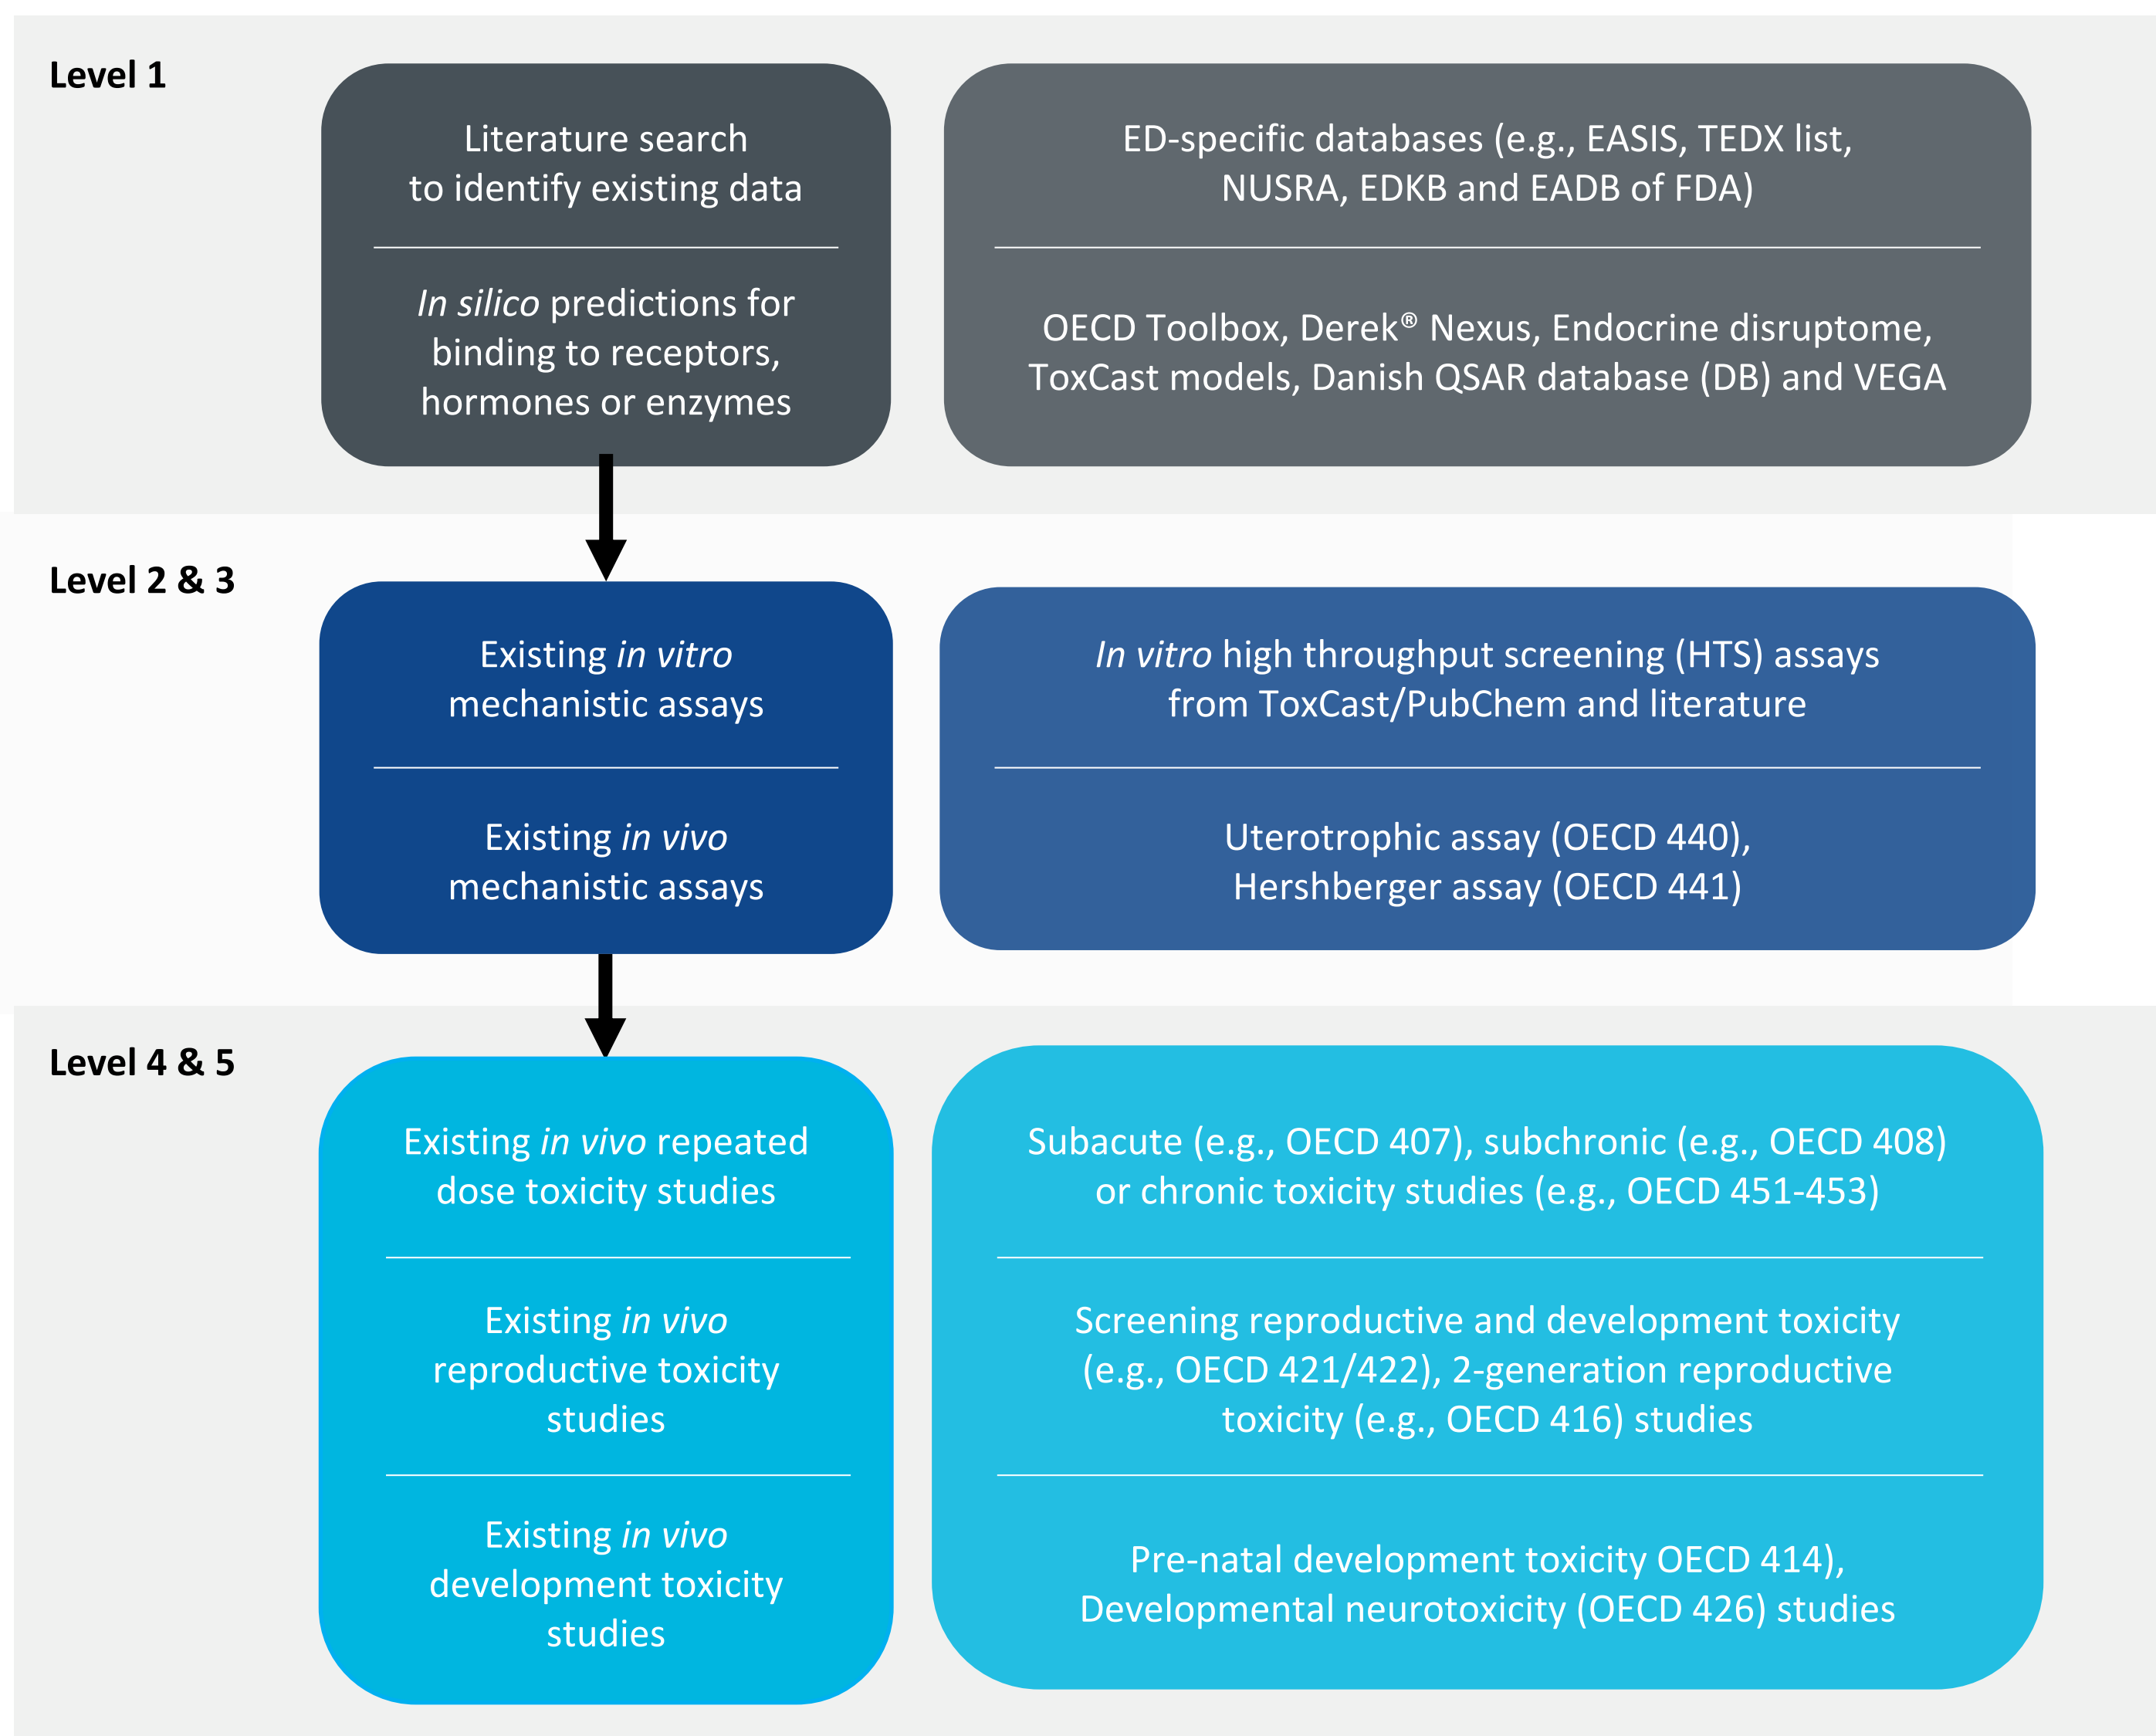 Level 1
Literature search
to identify existing data
In silico predictions for
binding to receptors,
hormones or enzymes
ED-specific databases (e.g., EASIS, TEDX list,
NUSRA, EDKB and EADB of FDA)
OECD Toolbox, Derek® Nexus, Endocrine disruptome,
ToxCast models, Danish QSAR database (DB) and VEGA
Level 2 & 3
Existing in vitro
mechanistic assays
Existing in vivo
mechanistic assays
In vitro high throughput screening (HTS) assays
from ToxCast/PubChem and literature
Uterotrophic assay (OECD 440),
Hershberger assay (OECD 441)
Level 4 & 5
Existing in vivo repeated
dose toxicity studies
Existing in vivo
reproductive toxicity
studies
Existing in vivo
development toxicity
studies
Subacute (e.g., OECD 407), subchronic (e.g., OECD 408)
or chronic toxicity studies (e.g., OECD 451-453)
Screening reproductive and development toxicity
(e.g., OECD 421/422), 2-generation reproductive
toxicity (e.g., OECD 416) studies
Pre-natal development toxicity OECD 414),
Developmental neurotoxicity (OECD 426) studies